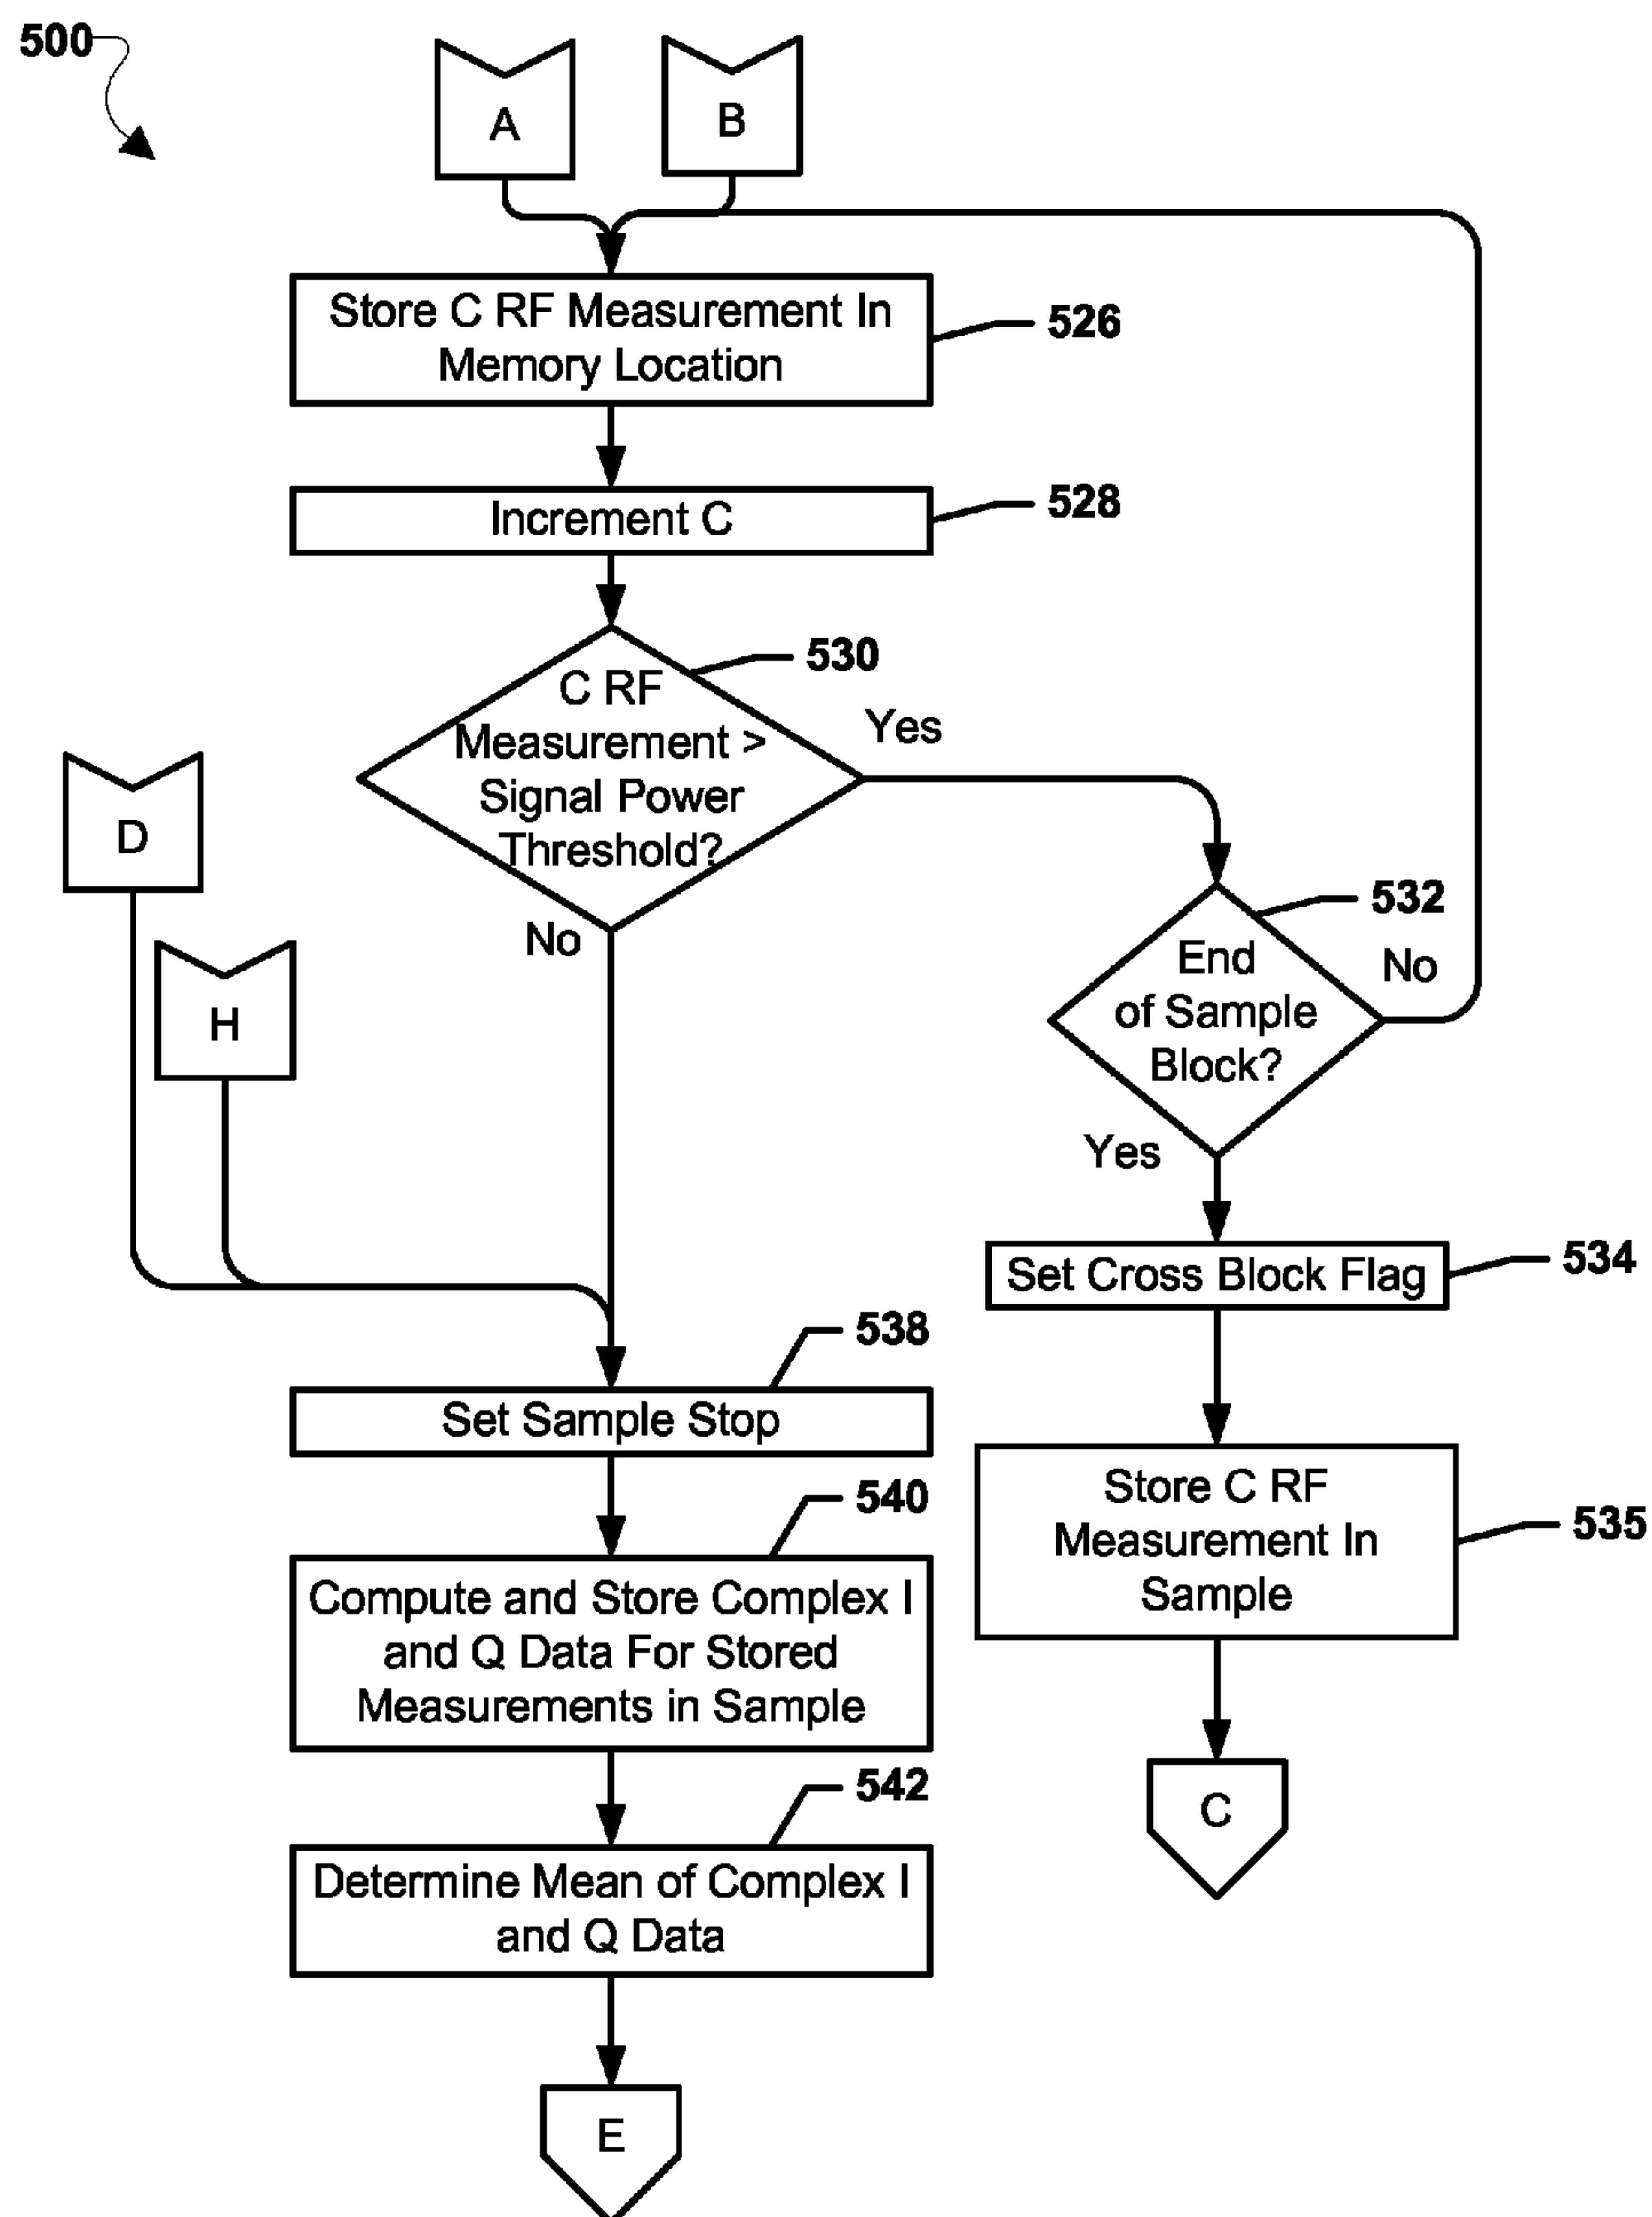 500
A
B
Store C RF Measurement In
Memory Location
526
Increment C
528
530
C RF
Measurement >
Signal Power
Threshold?
Yes
No
D
H
532
End
of Sample
Block?
No
Yes
Set Cross Block Flag
534
538
Set Sample Stop
Store C RF
Measurement In
Sample
535
540
Compute and Store Complex I
and Q Data For Stored
Measurements in Sample
C
542
Determine Mean of Complex I
and Q Data
E